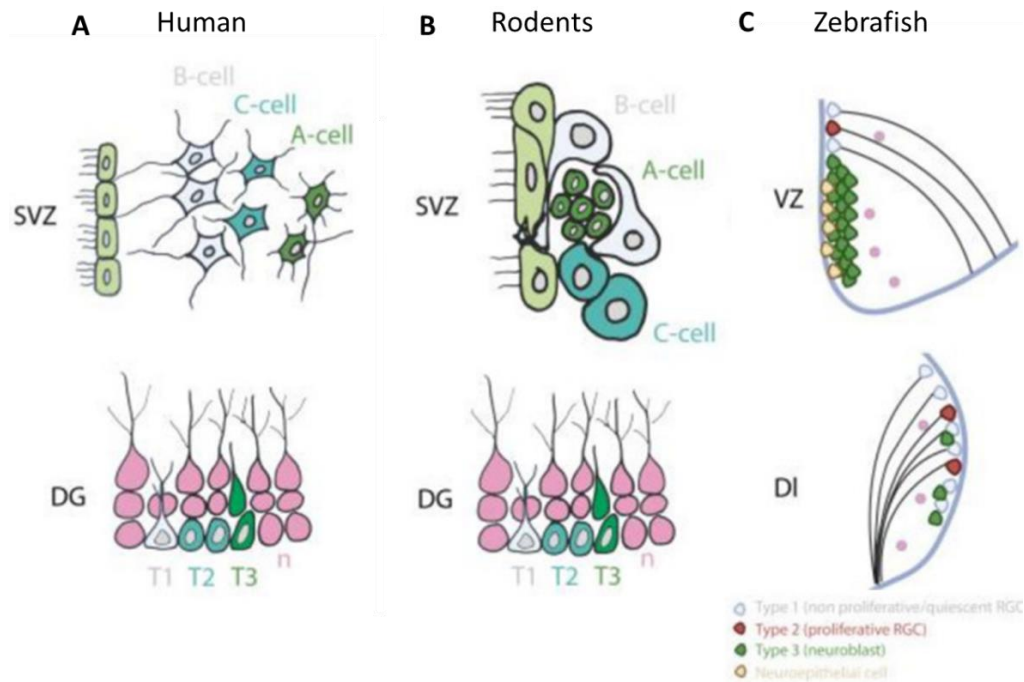 A Human
B Rodents
C Zebrafish
B-cell
C-cell
A-cell
SVZ
B-cell
A-cell
SVZ
C-cell
VZ
DG
T1 T2 T3 n
DG
T1 T2 T3 n
Dl
Type 1 (non proliferative/quiescent RGC
Type 2 (proliferative RGC)
Type 3 (neuroblast)
Neuroepithelial cell